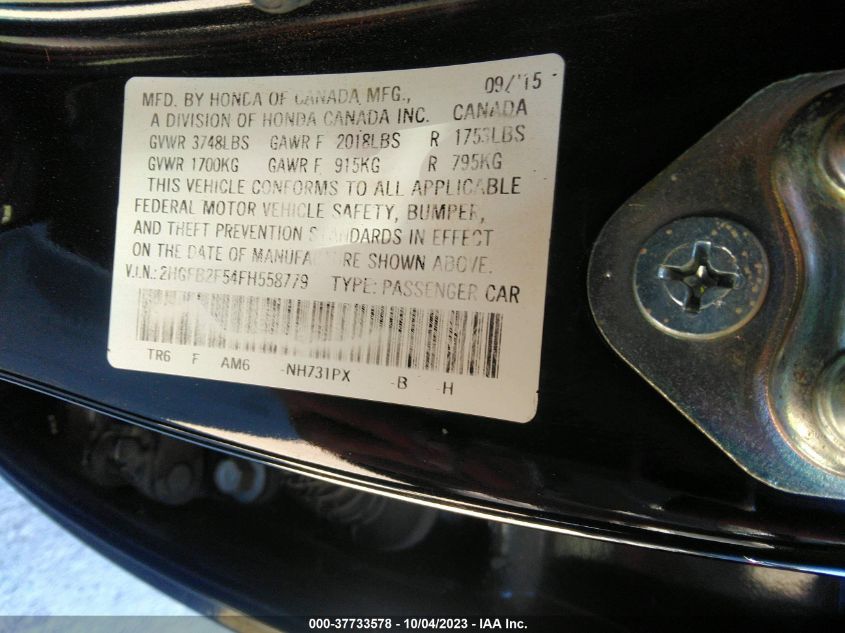 09/'15
MFD. BY HONDA OF CANADA MFG.,
A DIVISION OF HONDA CANADA INC. CANADA
GVWR 3748LBS GAWR F 2018LBS R 1753LBS
GVWR 1700KG GAWR F 915KG R 795KG
THIS VEHICLE CONFORMS TO ALL APPLICABLE
FEDERAL MOTOR VEHICLE SAFETY, BUMPER,
AND THEFT PREVENTION STANDARDS IN EFFECT
ON THE DATE OF MANUFACTURE SHOWN ABOVE.
V.I.N.: 2HGFB2F54FH558779 TYPE: PASSENGER CAR
TR6 F AM6 -NH731PX -B -H
000-37733578 - 10/04/2023 - IAA Inc.